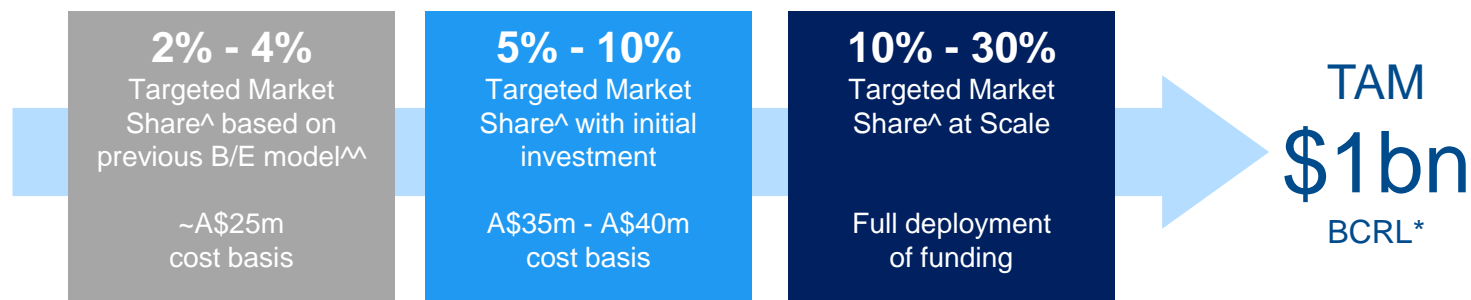 2% - 4%
Targeted Market
Share^ based on
previous B/E model^^
~A$25m
cost basis
5% - 10%
Targeted Market
Share^ with initial
investment
A$35m - A$40m
cost basis
10% - 30%
Targeted Market
Share^ at Scale
Full deployment
of funding
TAM
$1bn
BCRL*